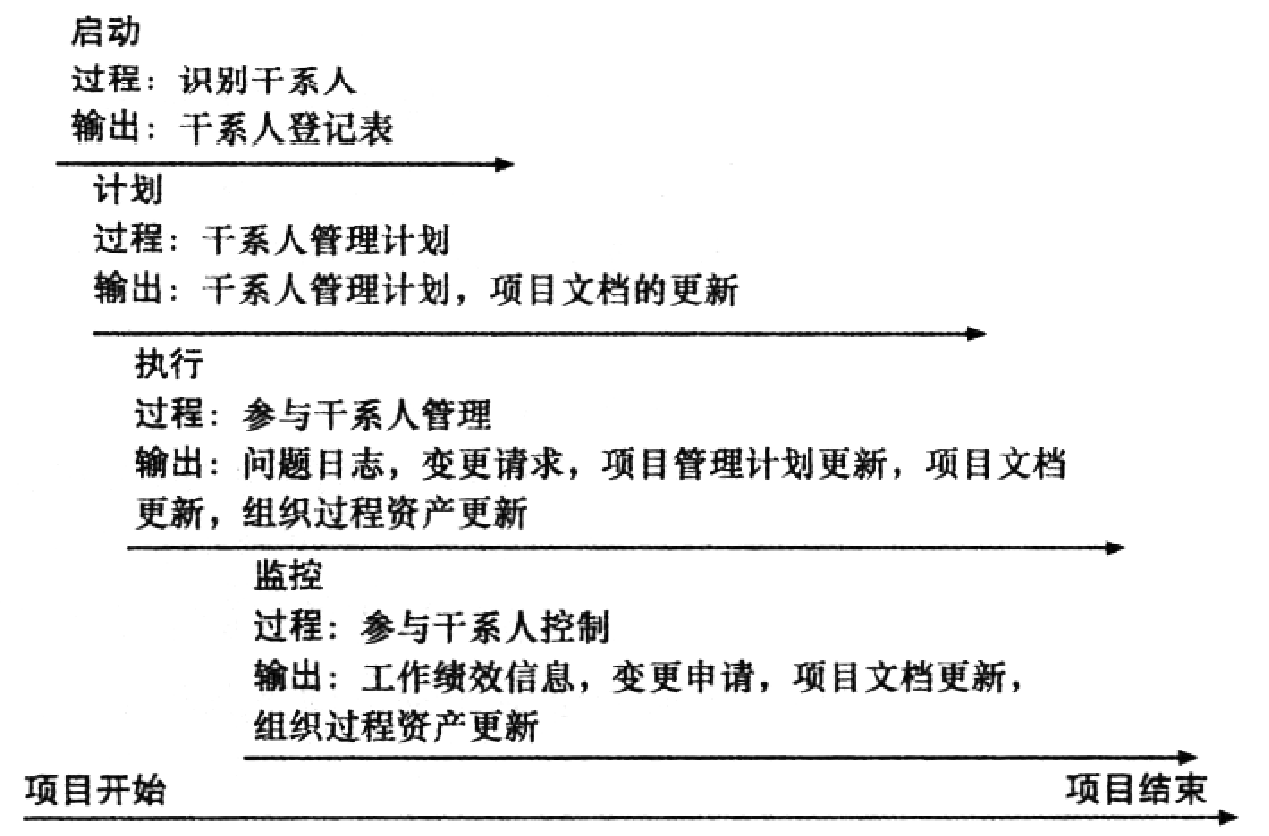 启动
过程：识别干系人
输出：干系人登记表
计划
过程：干系人管理计划
输出：干系人管理计划，项目文档的更新
执行
过程：参与干系人管理
输出：问题日志，变更请求，项目管理计划更新，项目文档
更新，组织过程资产更新
监控
过程：参与干系人控制
输出：工作绩效信息，变更申请，项目文档更新，
组织过程资产更新
项目开始 项目结束